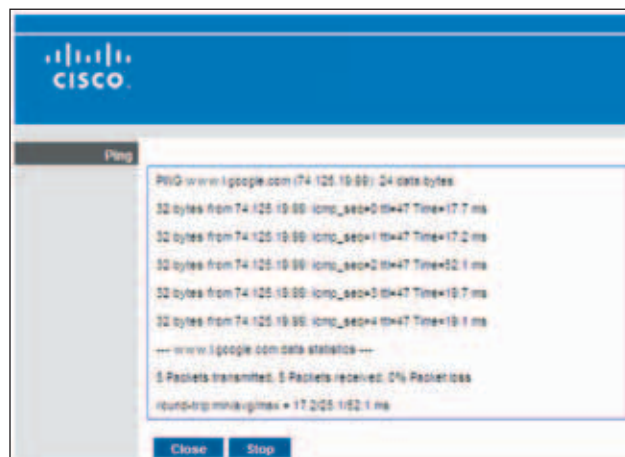 CISCO.
Ping
PING www.l.google.com (74.125.19.99): 24 data bytes
32 bytes from 74.125.19.99: icmp_seq=0 ttl=47 Time=17.7 ms
32 bytes from 74.125.19.99: icmp_seq=1 ttl=47 Time=17.2 ms
32 bytes from 74.125.19.99: icmp_seq=2 ttl=47 Time=52.1 ms
32 bytes from 74.125.19.99: icmp_seq=3 ttl=47 Time=19.7 ms
32 bytes from 74.125.19.99: icmp_seq=4 ttl=47 Time=19.1 ms
--- www.l.google.com data statistics ---
5 Packets transmitted, 5 Packets received, 0% Packet loss
round-trip min/avg/max = 17.2/25.1/52.1 ms
Close Stop